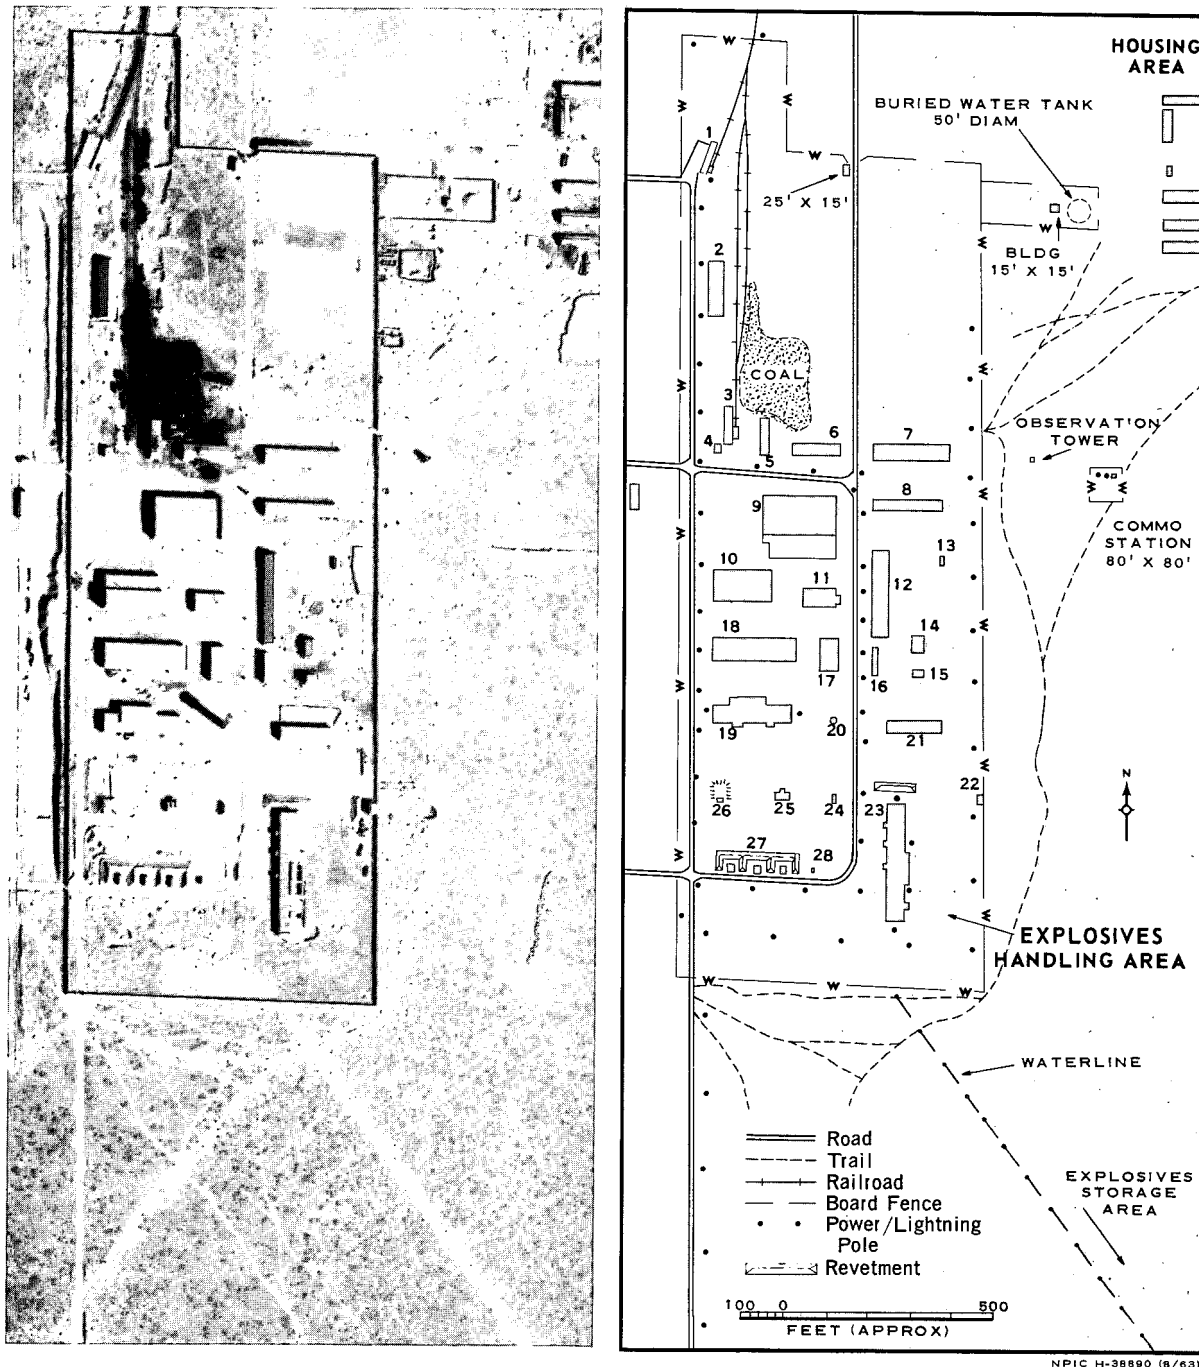 HOUSING
AREA
BURIED WATER TANK
50' DIAM
W
W
W
1
W
25' X 15'
W
W
BLDG
15' X 15'
2
W
COAL
W
W
3
4
5
6
7
OBSERVATION
TOWER
8
W
W
W
9
W
COMMO
STATION
80' X 80'
13
10
11
12
W
18
14
17
16
15
W
19
20
21
N
W
26
25
24
23
22
W
27
28
W
EXPLOSIVES
HANDLING AREA
W
W
W
WATERLINE
Road
Trail
Railroad
Board Fence
Power/Lightning
Pole
Revetment
EXPLOSIVES
STORAGE
AREA
100 0 500
FEET (APPROX)
NPIC H-38690 (8/63)